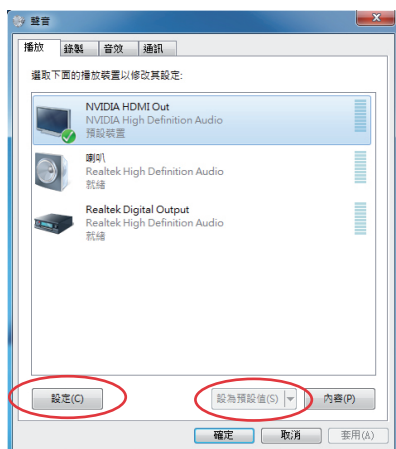 聲音
播放 錄製 音效 通訊
選取下面的播放裝置以修改其設定:
NVIDIA HDMI Out
NVIDIA High Definition Audio
預設裝置
喇叭
Realtek High Definition Audio
就緒
Realtek Digital Output
Realtek High Definition Audio
就緒
設定(C) 設為預設值(S) 內容(P)
確定 取消 套用(A)